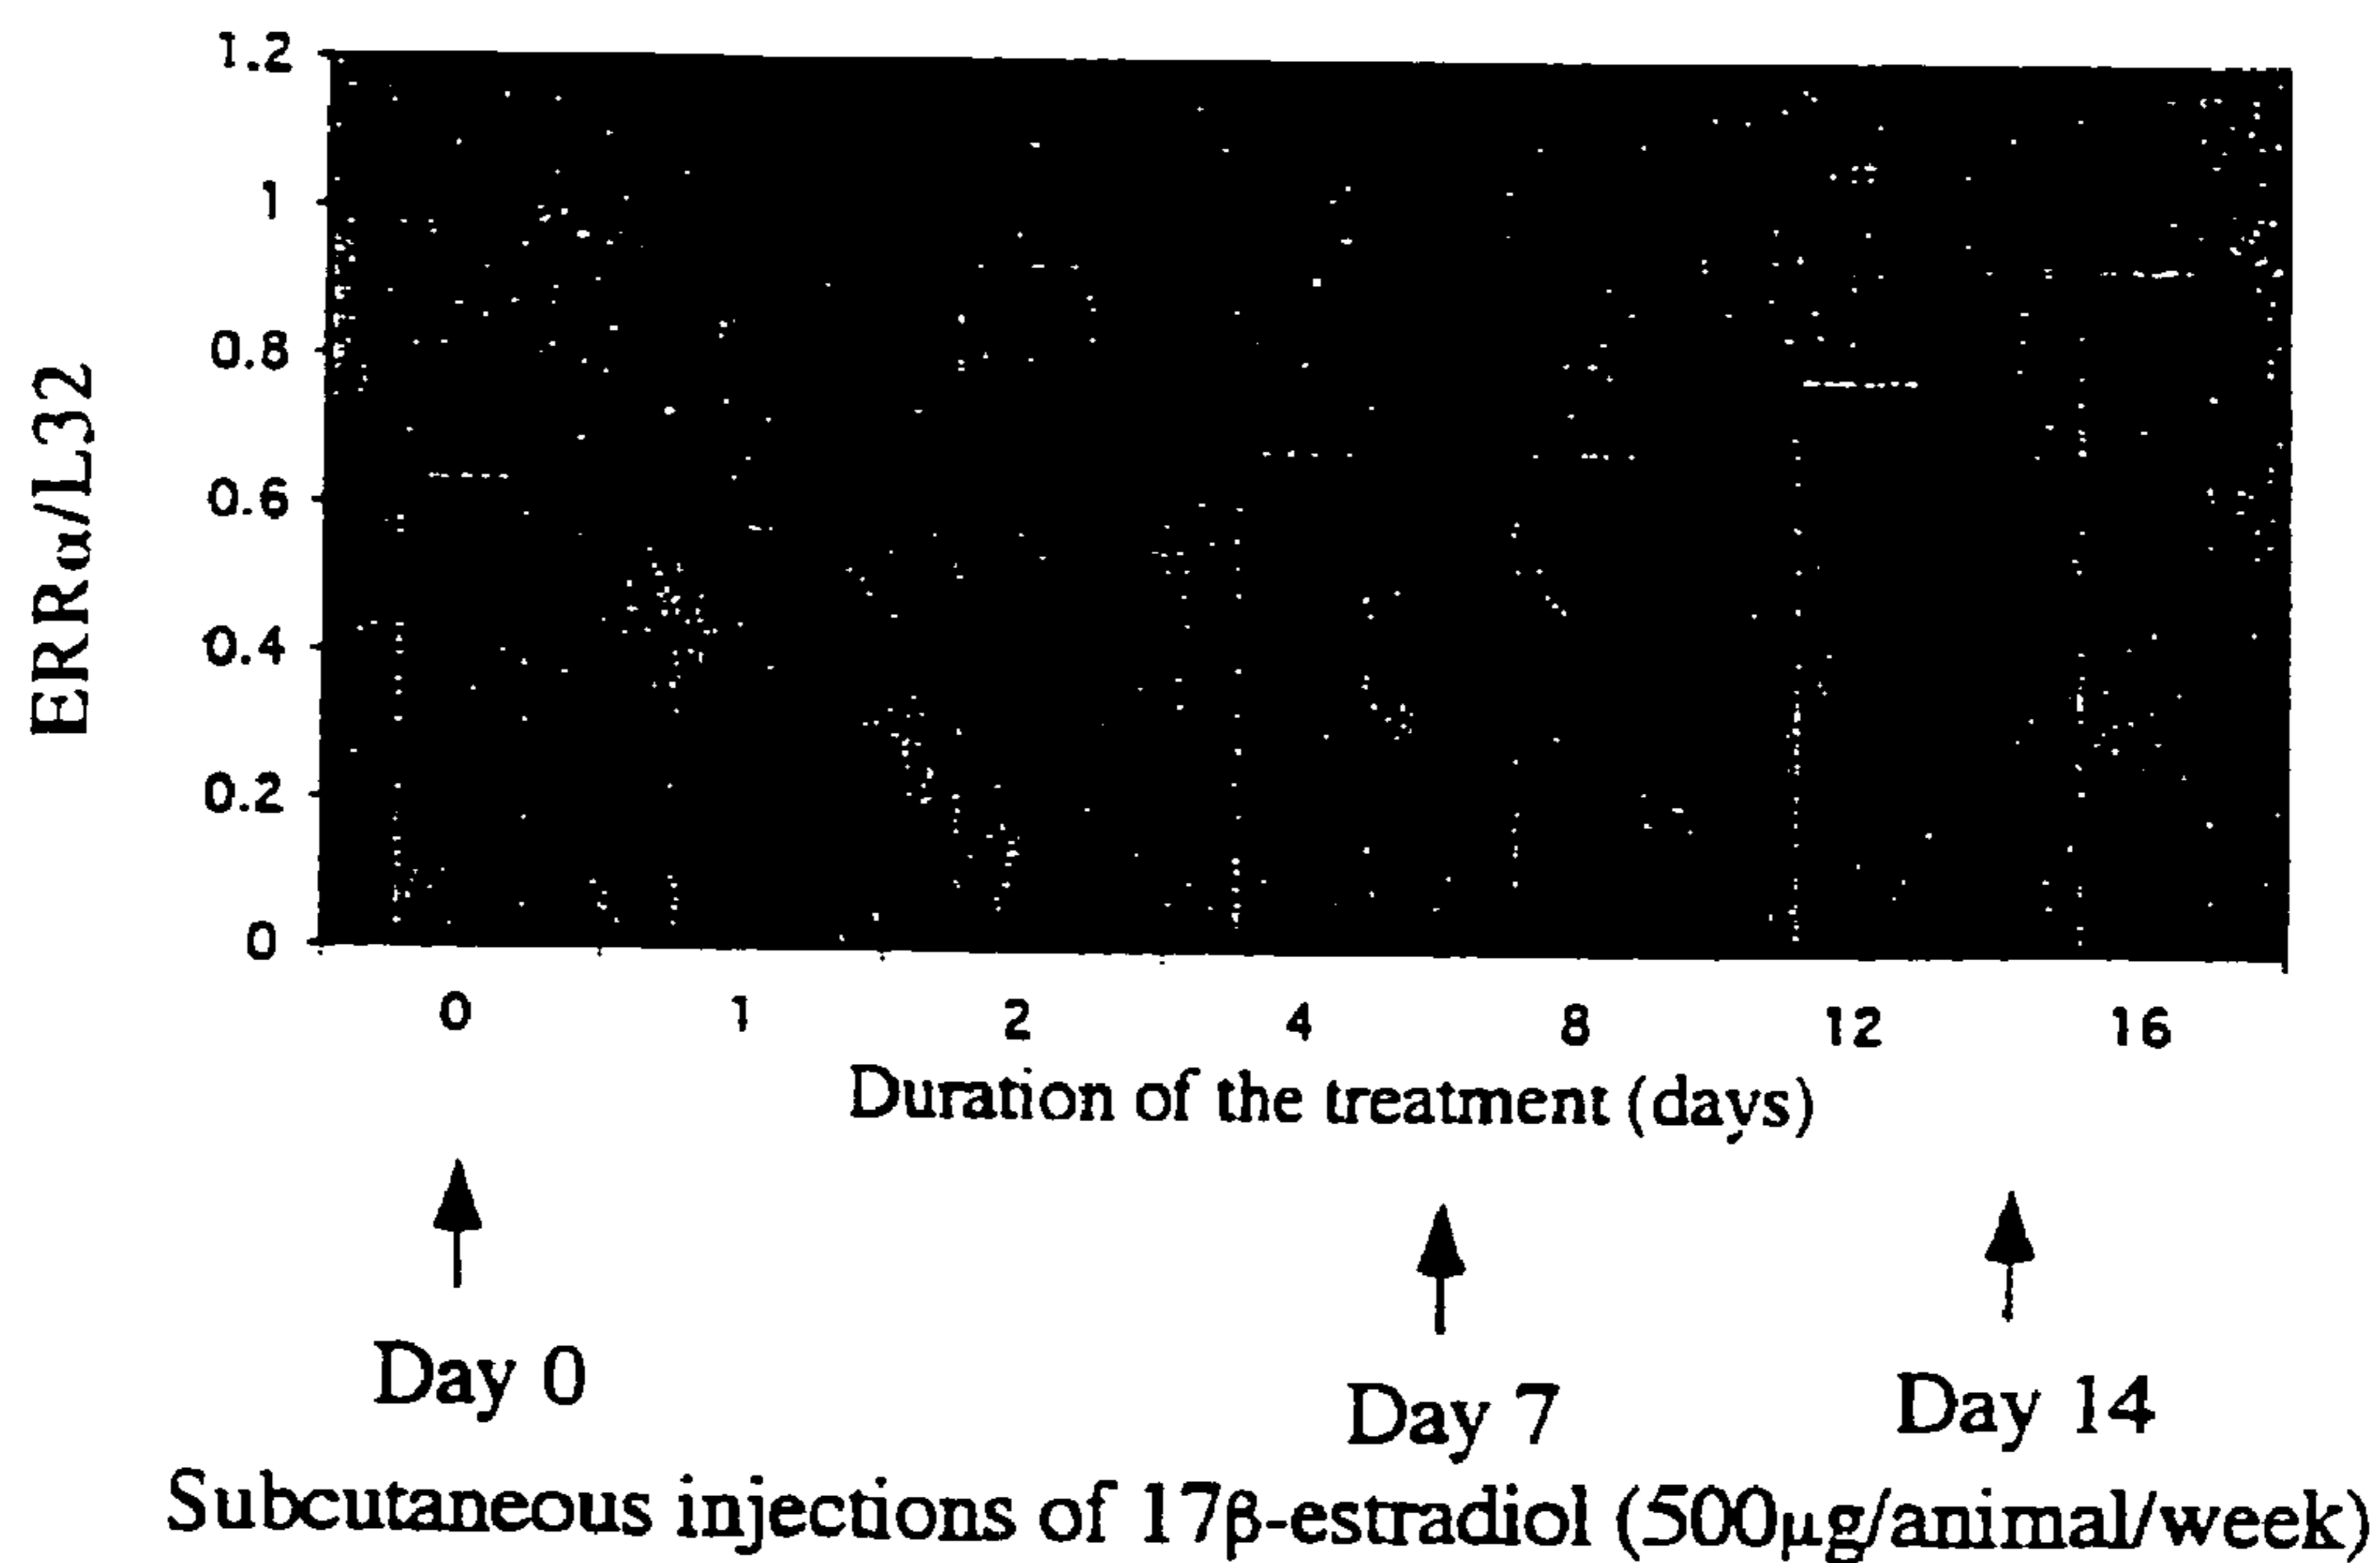 1.2
1
0.8
0.6
0.4
0.2
0
ERRα/L32
0 1 2 4 8 12 16
Duration of the treatment (days)
Day 0 Day 7 Day 14
Subcutaneous injections of 17β-estradiol (500µg/animal/week)